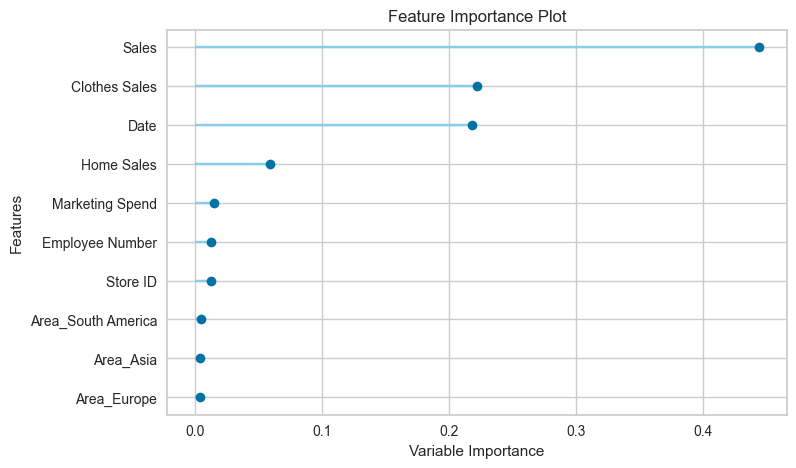 Feature Importance Plot
Features
Sales
Clothes Sales
Date
Home Sales
Marketing Spend
Employee Number
Store ID
Area_South America
Area_Asia
Area_Europe
0.0 0.1 0.2 0.3 0.4
Variable Importance